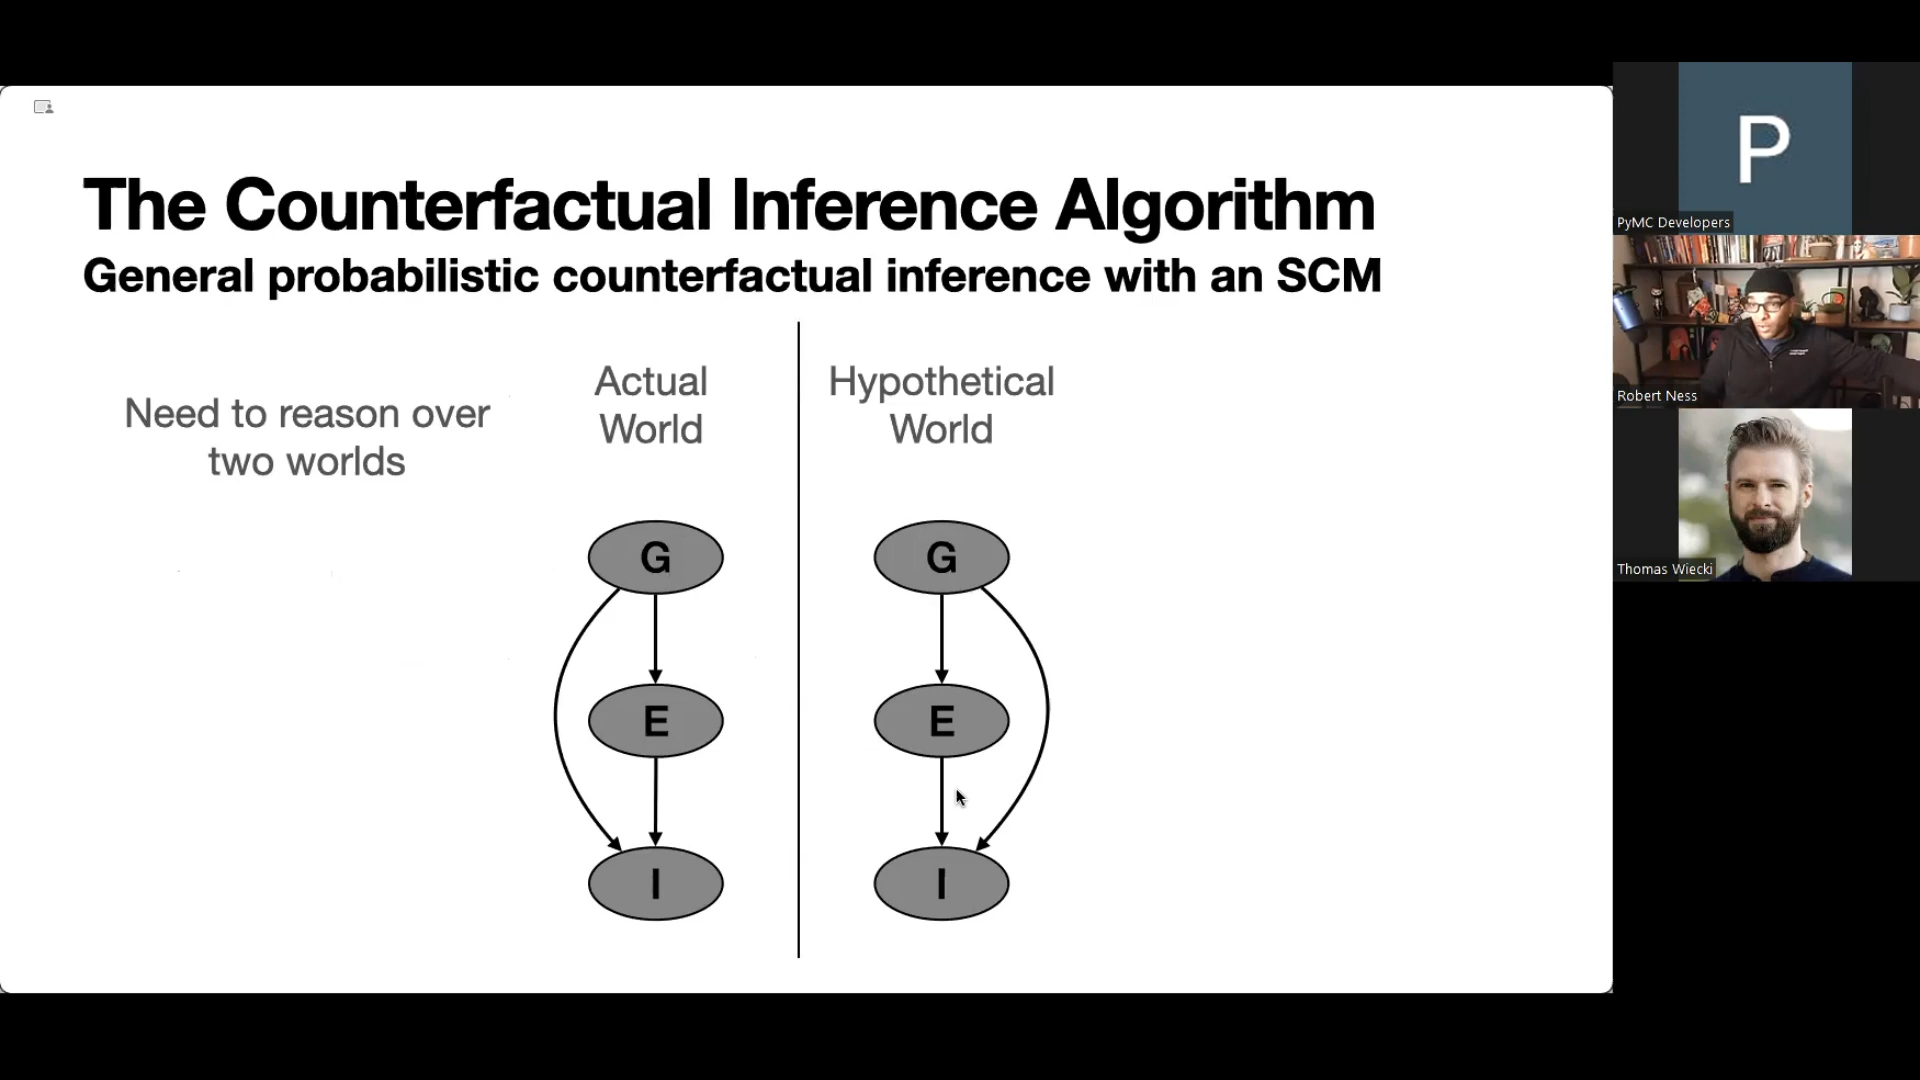 The Counterfactual Inference Algorithm
General probabilistic counterfactual inference with an SCM
Need to reason over
two worlds
Actual
World
Hypothetical
World
G
E
I
G
E
I
P
PyMC Developers
Robert Ness
Thomas Wiecki